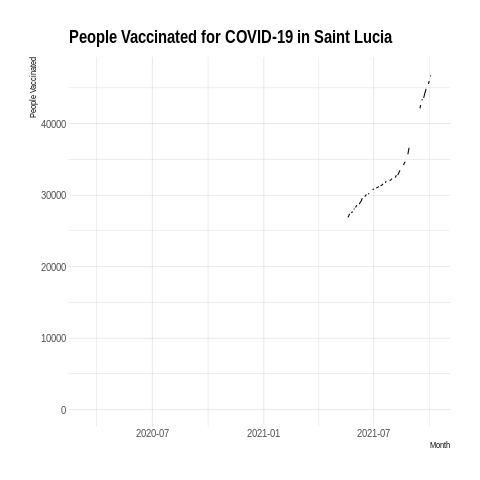 People Vaccinated for COVID-19 in Saint Lucia
People Vaccinated
40000
30000
20000
10000
0
2020-07 2021-01 2021-07
Month